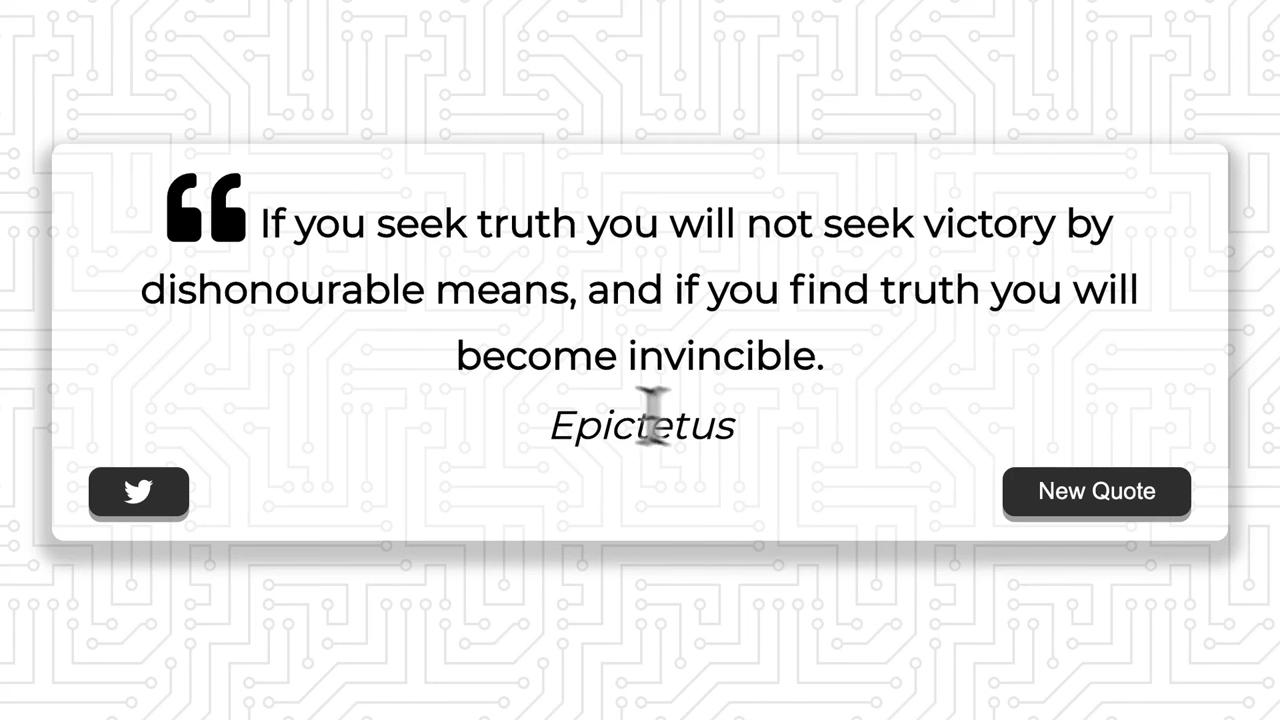 If you seek truth you will not seek victory by
dishonourable means, and if you find truth you will
become invincible.
Epictetus
New Quote